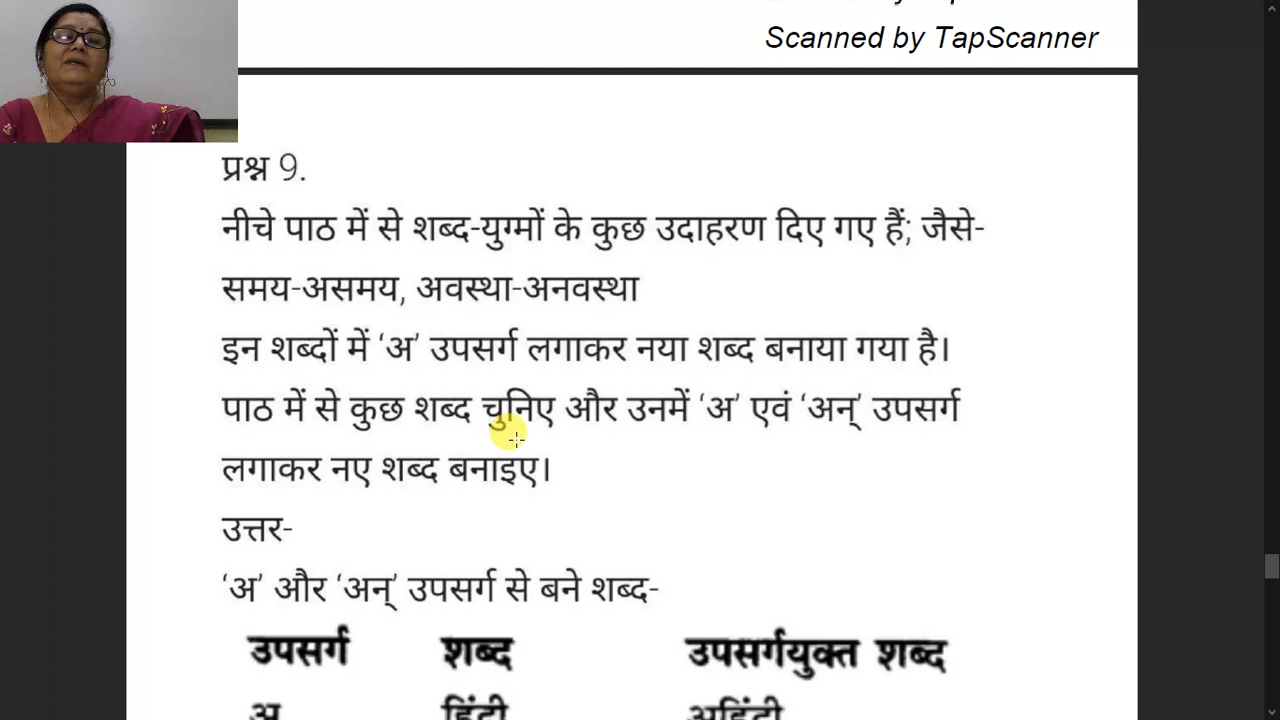 Scanned by TapScanner
प्रश्न 9.
नीचे पाठ में से शब्द-युग्मों के कुछ उदाहरण दिए गए हैं; जैसे-
समय-असमय, अवस्था-अनवस्था
इन शब्दों में ‘अ’ उपसर्ग लगाकर नया शब्द बनाया गया है।
पाठ में से कुछ शब्द चुनिए और उनमें ‘अ’ एवं ‘अन्’ उपसर्ग
लगाकर नए शब्द बनाइए।
उत्तर-
‘अ’ और ‘अन्’ उपसर्ग से बने शब्द-
उपसर्ग शब्द उपसर्गयुक्त शब्द
अ हिंदी अहिंदी